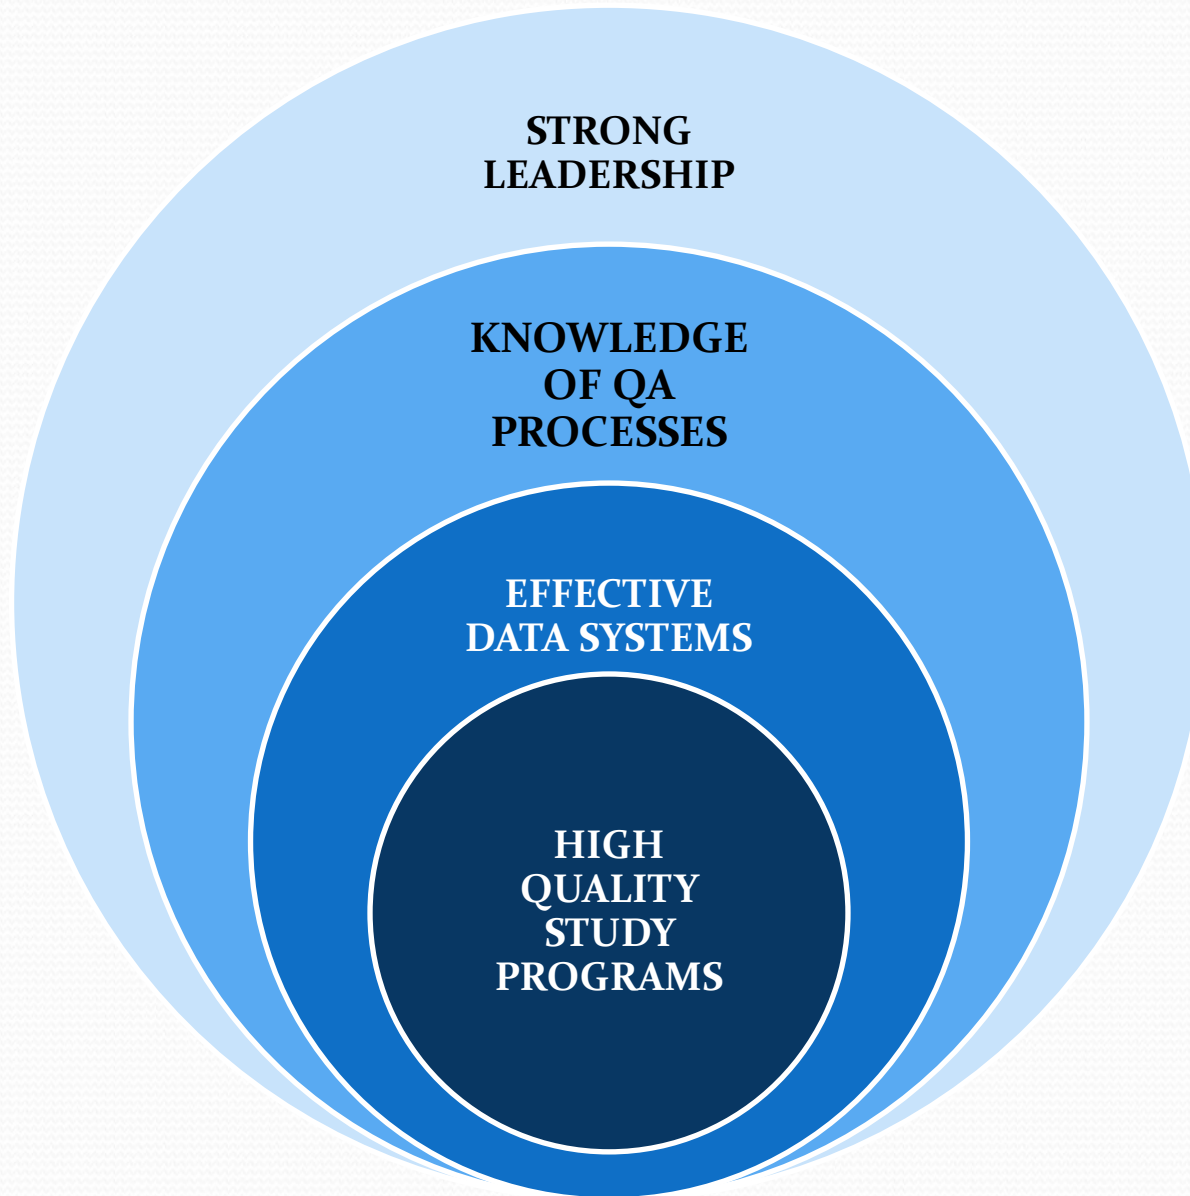 STRONG
LEADERSHIP
KNOWLEDGE
OF QA
PROCESSES
EFFECTIVE
DATA SYSTEMS
HIGH
QUALITY
STUDY
PROGRAMS